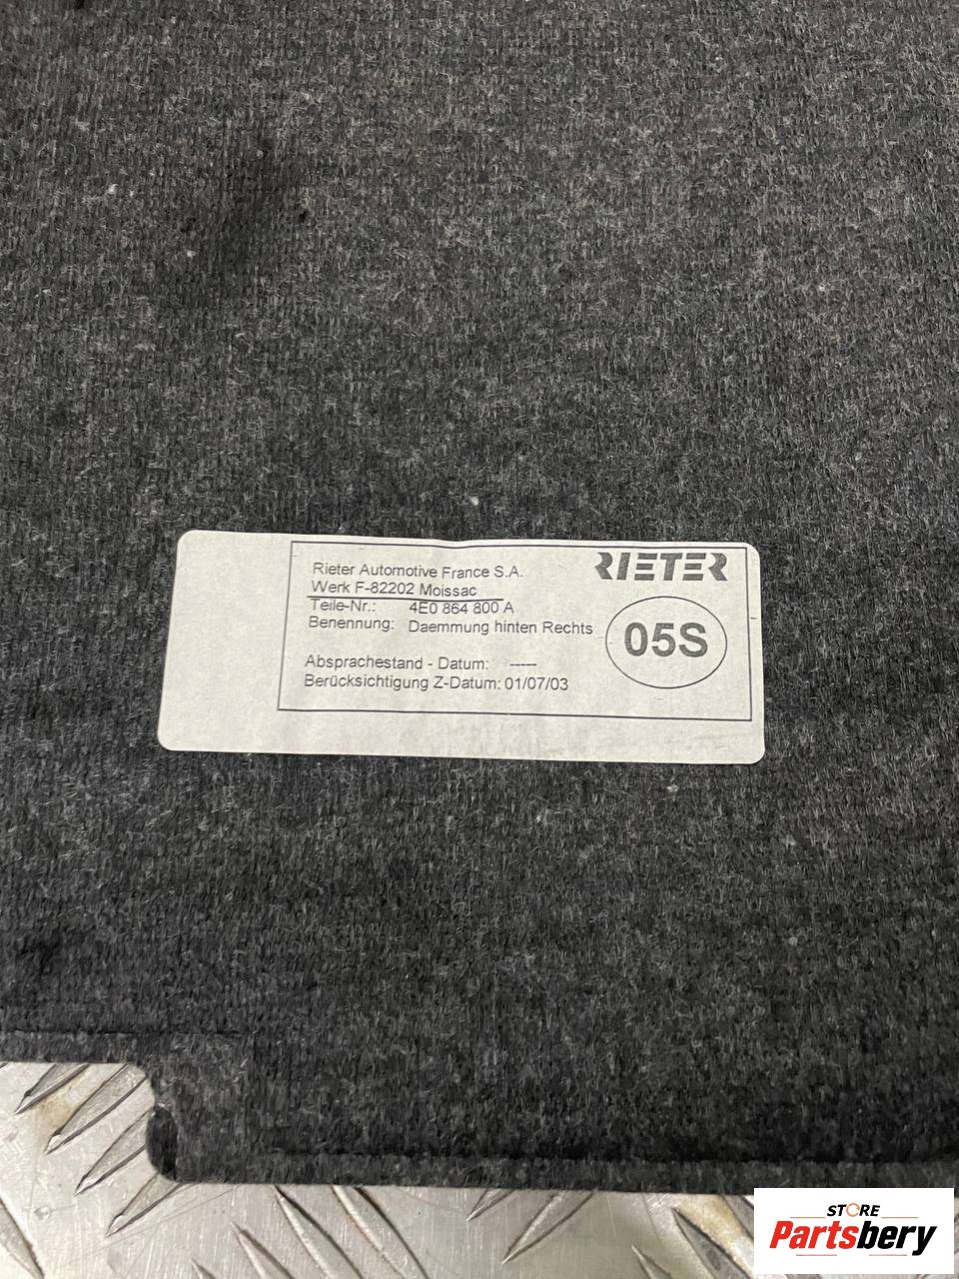 Rieter Automotive France S.A.
Werk F-82202 Moissac
Teile-Nr.: 4E0 864 800 A
Benennung: Daemmung hinten Rechts
Absprachestand - Datum: -----
Berücksichtigung Z-Datum: 01/07/03
RIETER
05S
STORE
Partsbery